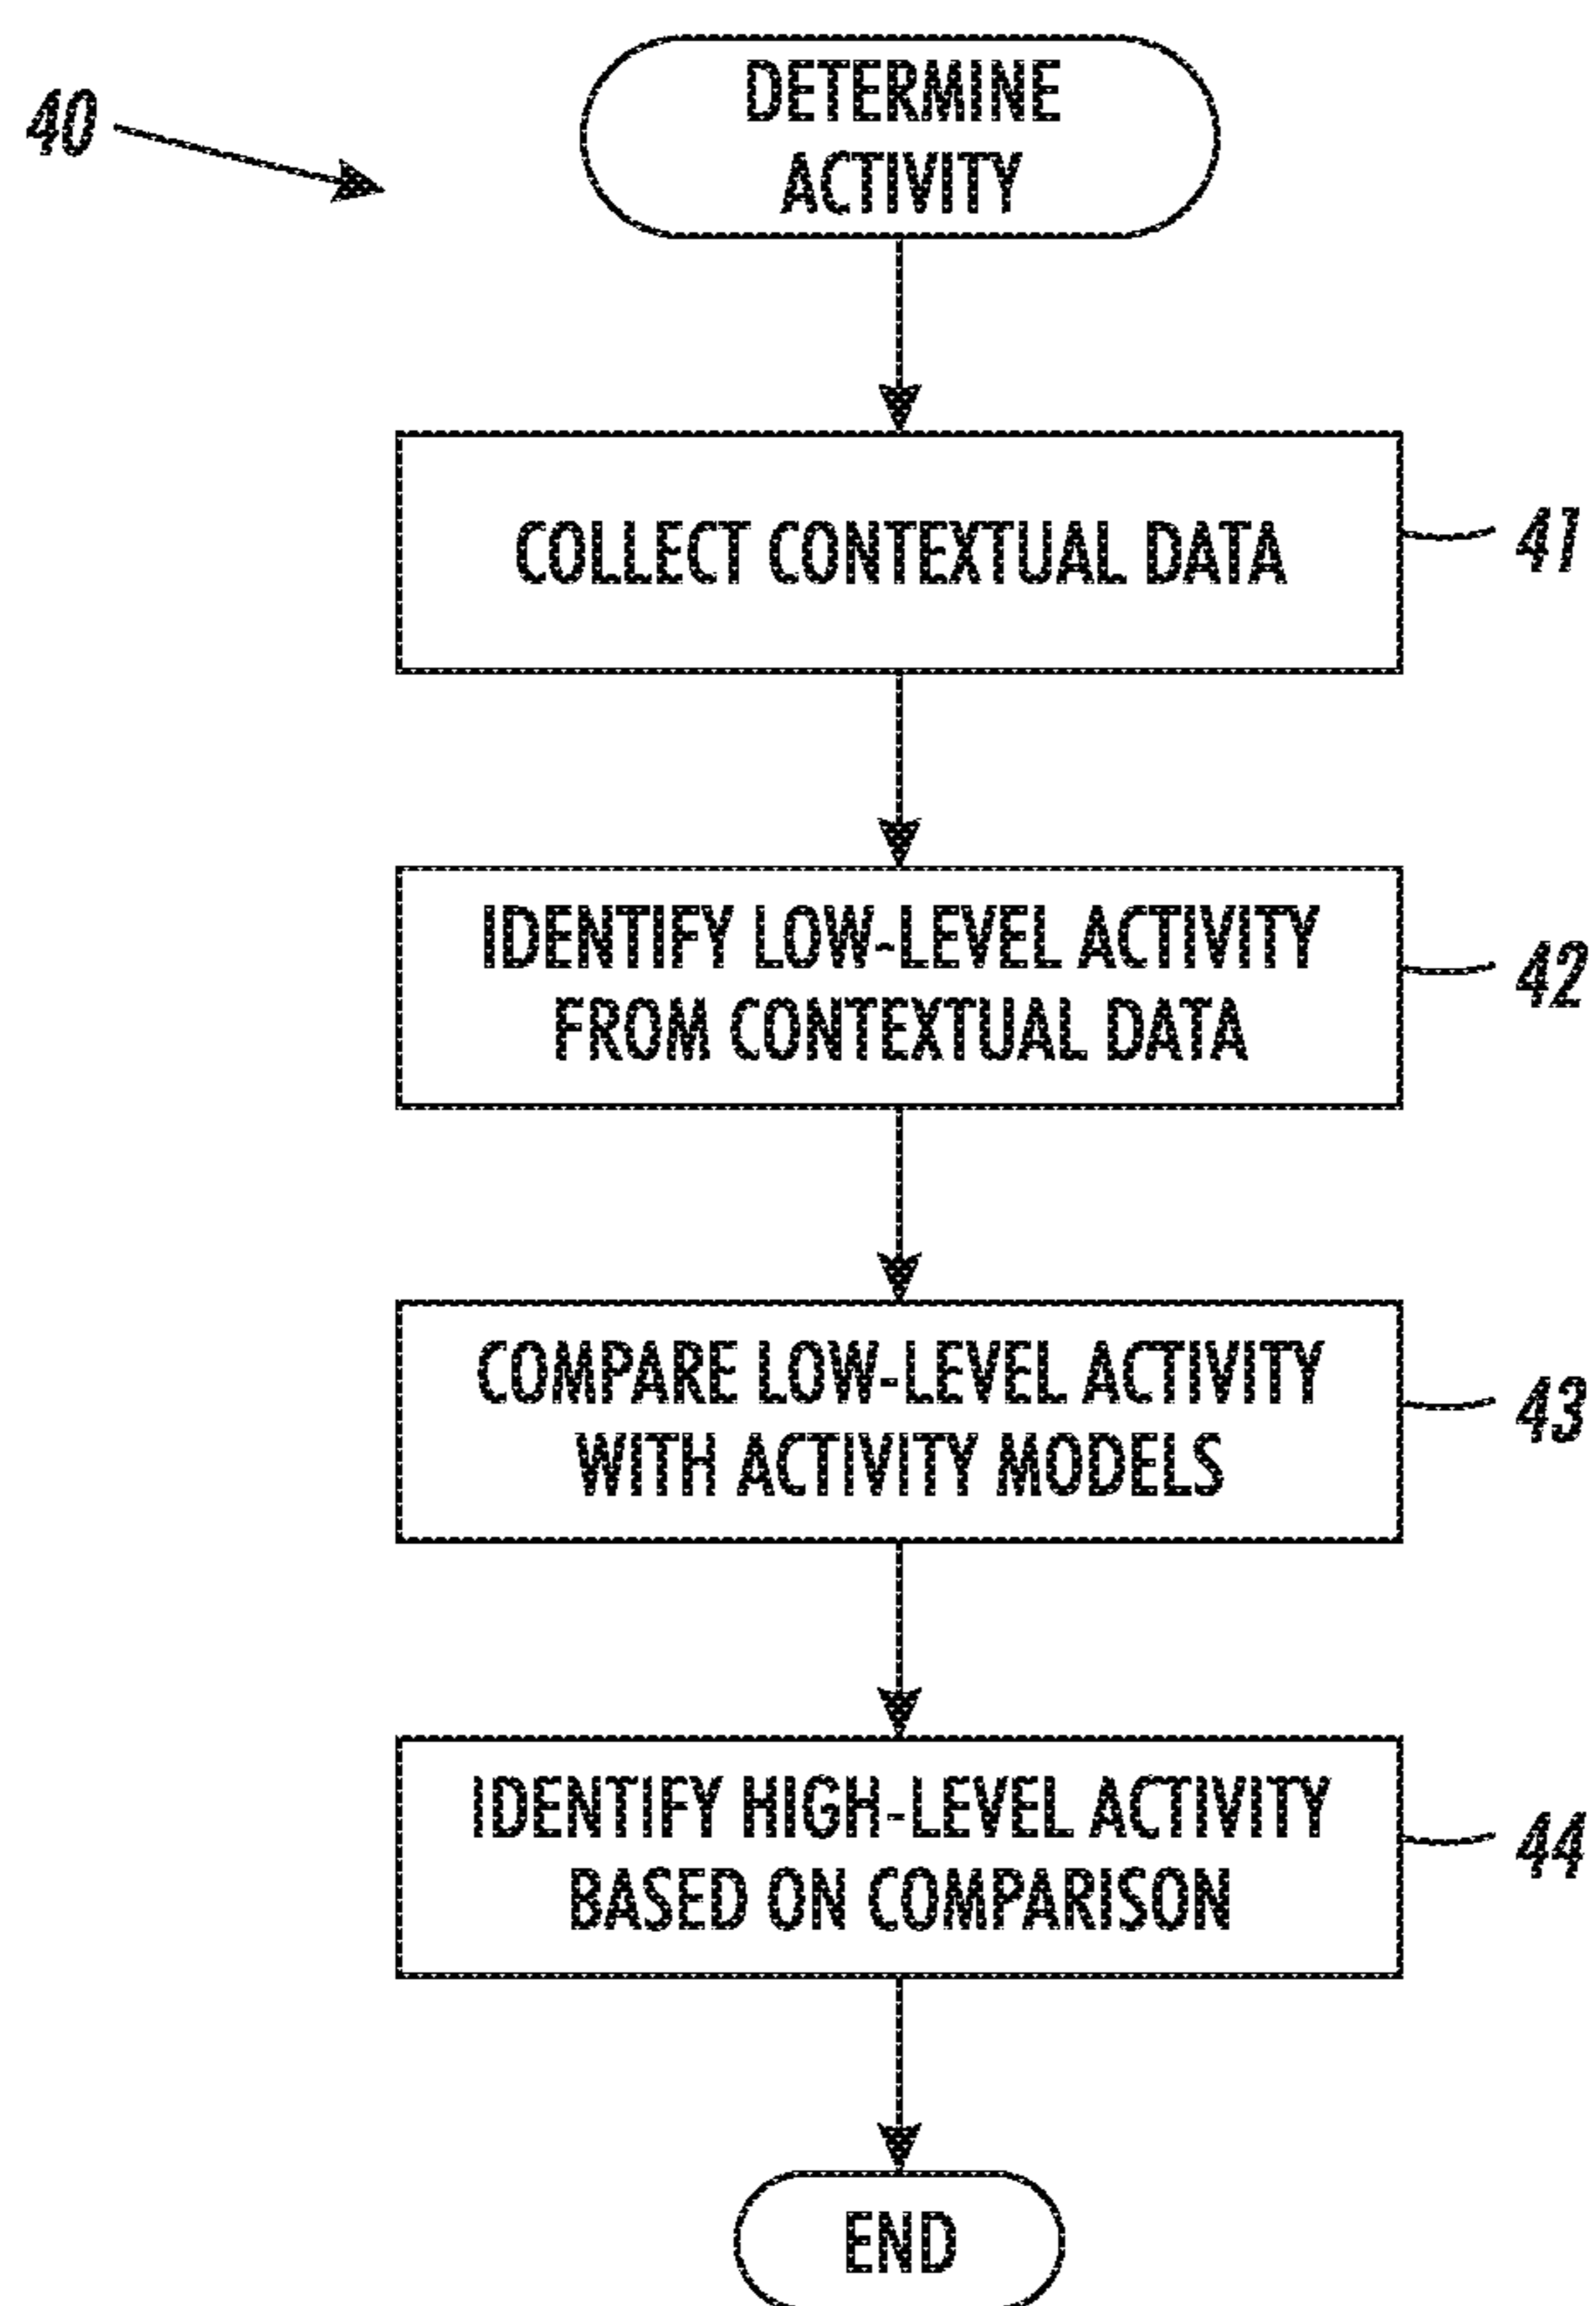 40
DETERMINE
ACTIVITY
COLLECT CONTEXTUAL DATA
41
IDENTIFY LOW-LEVEL ACTIVITY
FROM CONTEXTUAL DATA
42
COMPARE LOW-LEVEL ACTIVITY
WITH ACTIVITY MODELS
43
IDENTIFY HIGH-LEVEL ACTIVITY
BASED ON COMPARISON
44
END